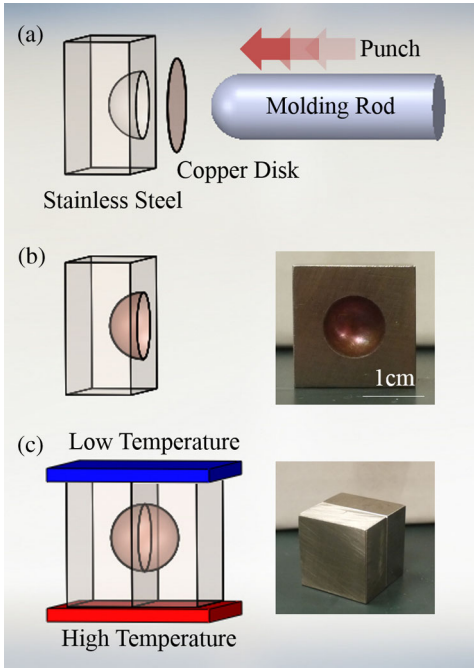 (a)
Punch
Molding Rod
Copper Disk
Stainless Steel
(b)
1cm
(c)
Low Temperature
High Temperature